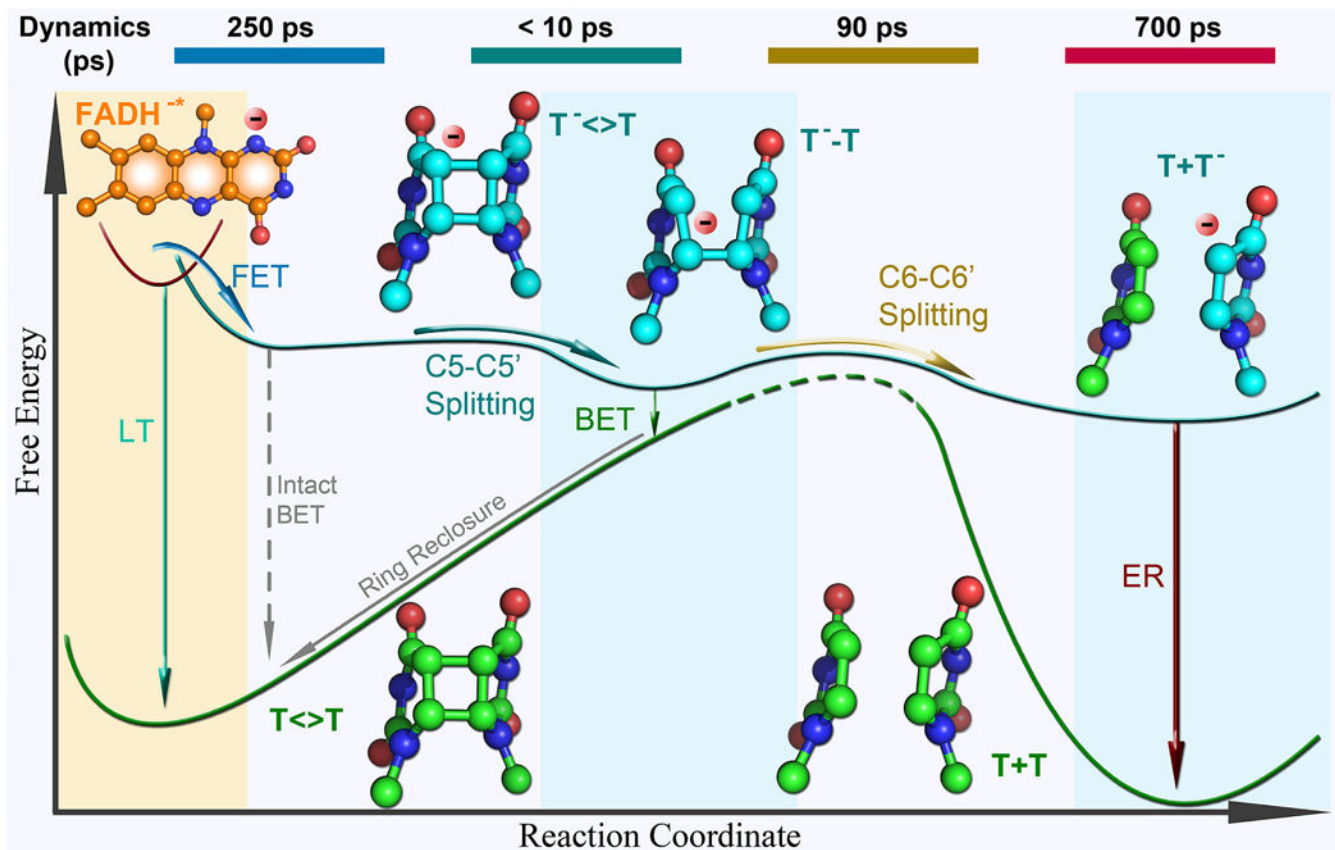 Dynamics (ps)
250 ps
< 10 ps
90 ps
700 ps
FADH⁻*
-
-
T⁻<>T
-
T⁻-T
T+T⁻
-
FET
C5-C5'
Splitting
C6-C6'
Splitting
LT
Intact
BET
BET
Ring Reclosure
ER
T<>T
T+T
Free Energy
Reaction Coordinate